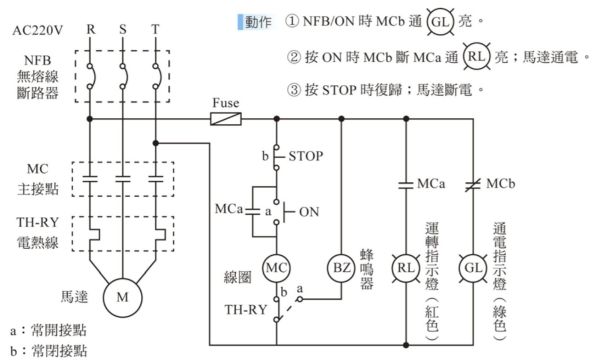 動作 ① NFB/ON 時 MCb 通 GL 亮。
② 按 ON 時 MCb 斷 MCa 通 RL 亮；馬達通電。
③ 按 STOP 時復歸；馬達斷電。
AC220V R S T
NFB
無熔線
斷路器
Fuse
b STOP
MC
主接點
MCa a ON
MCa
MCb
TH-RY
電熱線
線圈
MC
BZ
蜂鳴器
RL
運轉指示燈（紅色）
GL
通電指示燈（綠色）
b a
TH-RY
馬達
M
a：常開接點
b：常閉接點